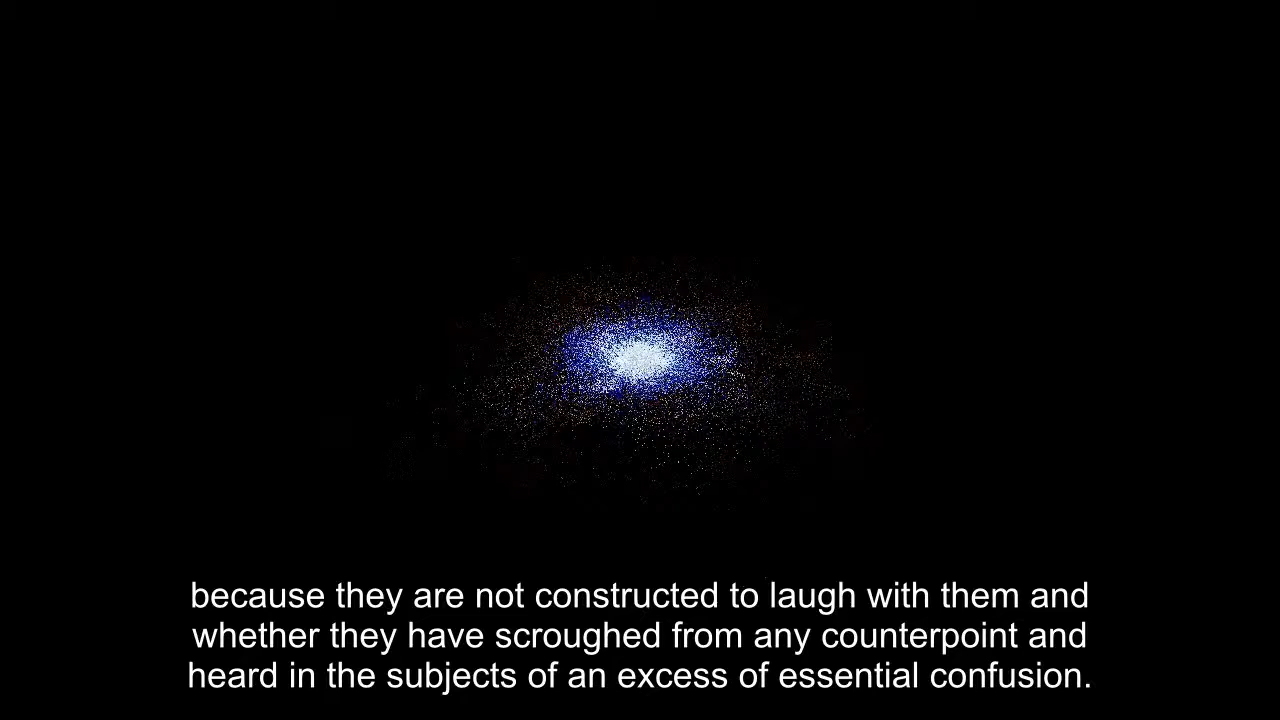 because they are not constructed to laugh with them and
whether they have scroughed from any counterpoint and
heard in the subjects of an excess of essential confusion.